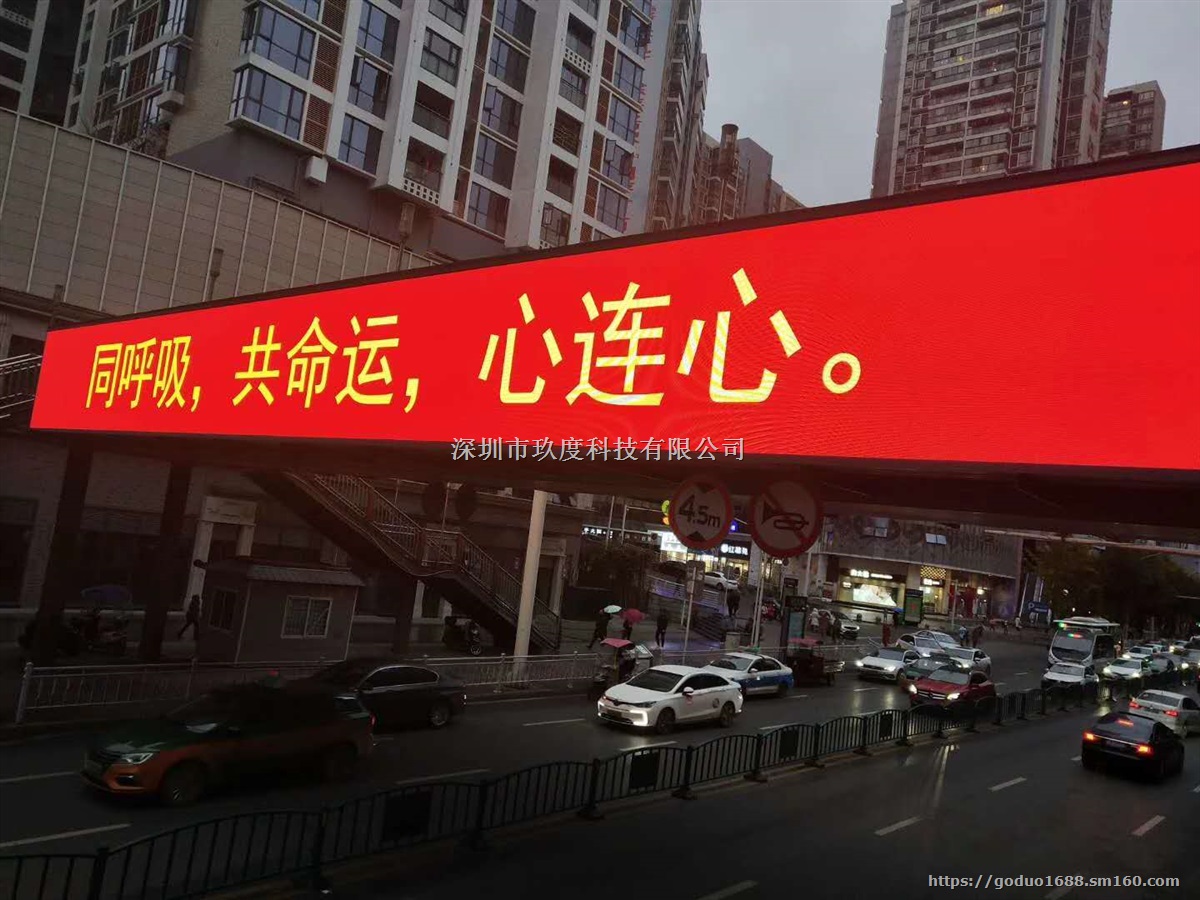 同呼吸，共命运，心连心。
深圳市玖度科技有限公司
4.5m
https://goduo1688.sm160.com